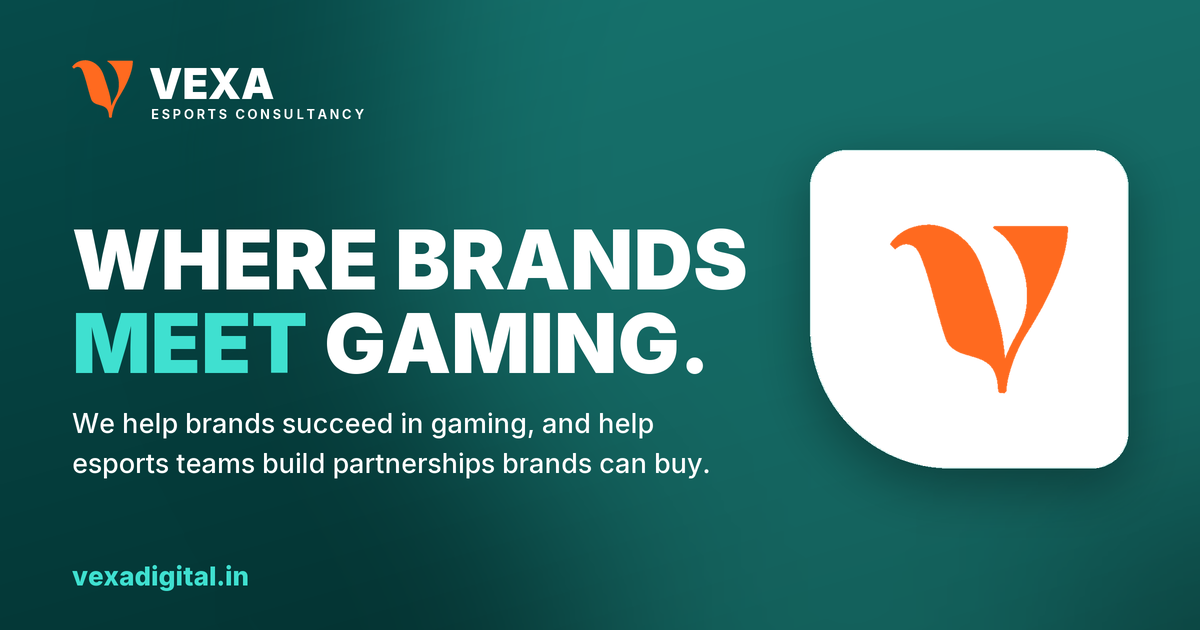 VEXA
ESPORTS CONSULTANCY
WHERE BRANDS
MEET GAMING.
We help brands succeed in gaming, and help
esports teams build partnerships brands can buy.
vexadigital.in